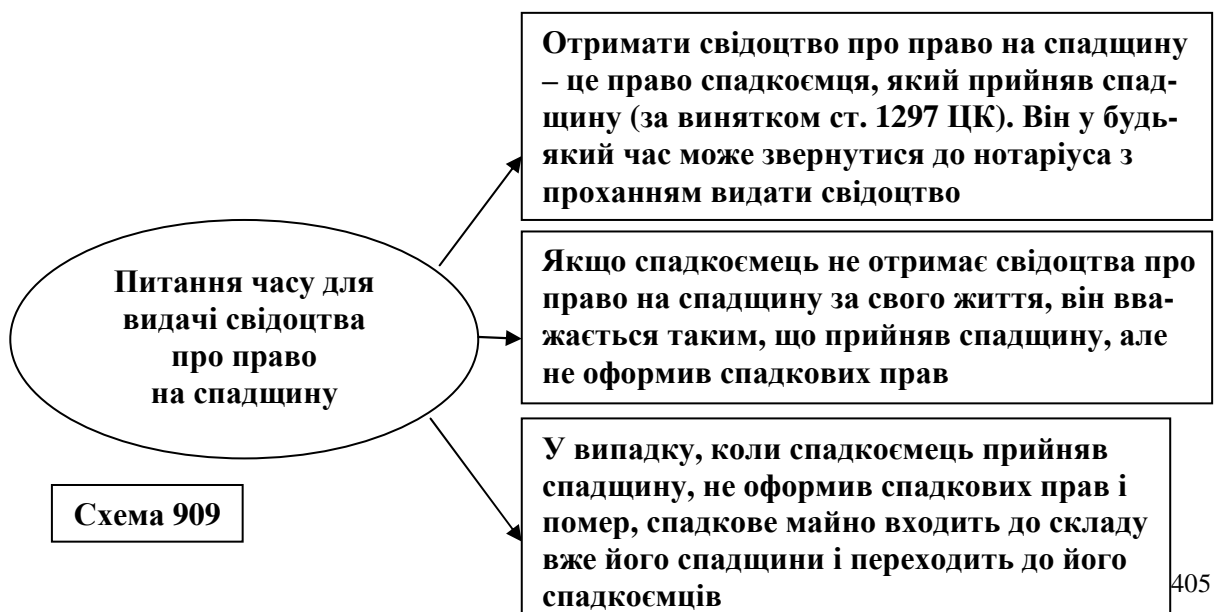 Отримати свідоцтво про право на спадщину
– це право спадкоємця, який прийняв спад-
щину (за винятком ст. 1297 ЦК). Він у будь-
який час може звернутися до нотаріуса з
проханням видати свідоцтво
Питання часу для
видачі свідоцтва
про право
на спадщину
Якщо спадкоємець не отримає свідоцтва про
право на спадщину за свого життя, він вва-
жається таким, що прийняв спадщину, але
не оформив спадкових прав
У випадку, коли спадкоємець прийняв
спадщину, не оформив спадкових прав і
помер, спадкове майно входить до складу
вже його спадщини і переходить до його
спадкоємців
Схема 909
405